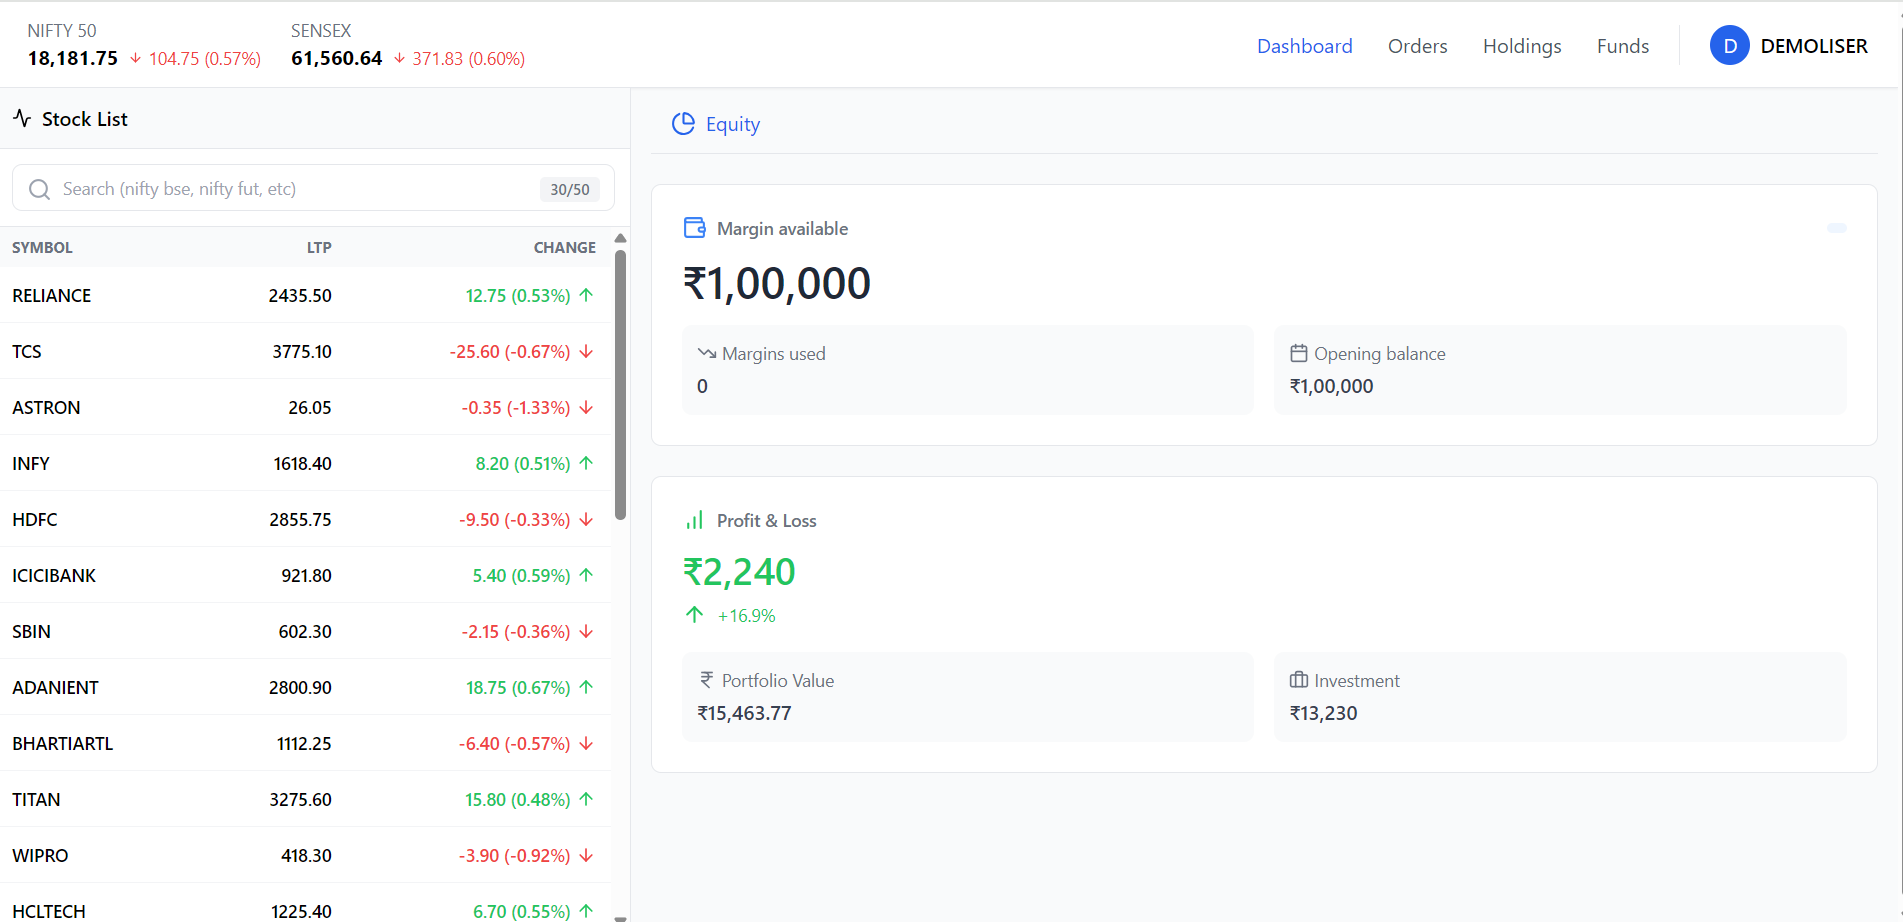 NIFTY 50
18,181.75 ↓ 104.75 (0.57%)
SENSEX
61,560.64 ↓ 371.83 (0.60%)
Dashboard Orders Holdings Funds D DEMOLISER
Stock List
Search (nifty bse, nifty fut, etc) 30/50
SYMBOL LTP CHANGE
RELIANCE 2435.50 12.75 (0.53%) ↑
TCS 3775.10 -25.60 (-0.67%) ↓
ASTRON 26.05 -0.35 (-1.33%) ↓
INFY 1618.40 8.20 (0.51%) ↑
HDFC 2855.75 -9.50 (-0.33%) ↓
ICICIBANK 921.80 5.40 (0.59%) ↑
SBIN 602.30 -2.15 (-0.36%) ↓
ADANIENT 2800.90 18.75 (0.67%) ↑
BHARTIARTL 1112.25 -6.40 (-0.57%) ↓
TITAN 3275.60 15.80 (0.48%) ↑
WIPRO 418.30 -3.90 (-0.92%) ↓
HCLTECH 1225.40 6.70 (0.55%) ↑
Equity
Margin available
₹1,00,000
Margins used
0
Opening balance
₹1,00,000
Profit & Loss
₹2,240
↑ +16.9%
₹ Portfolio Value
₹15,463.77
Investment
₹13,230